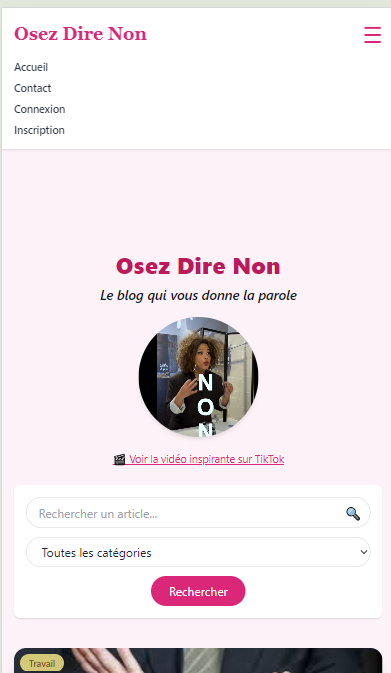 Osez Dire Non
Accueil
Contact
Connexion
Inscription
Osez Dire Non
Le blog qui vous donne la parole
NON
Voir la vidéo inspirante sur TikTok
Rechercher un article...
Toutes les catégories
Rechercher
Travail